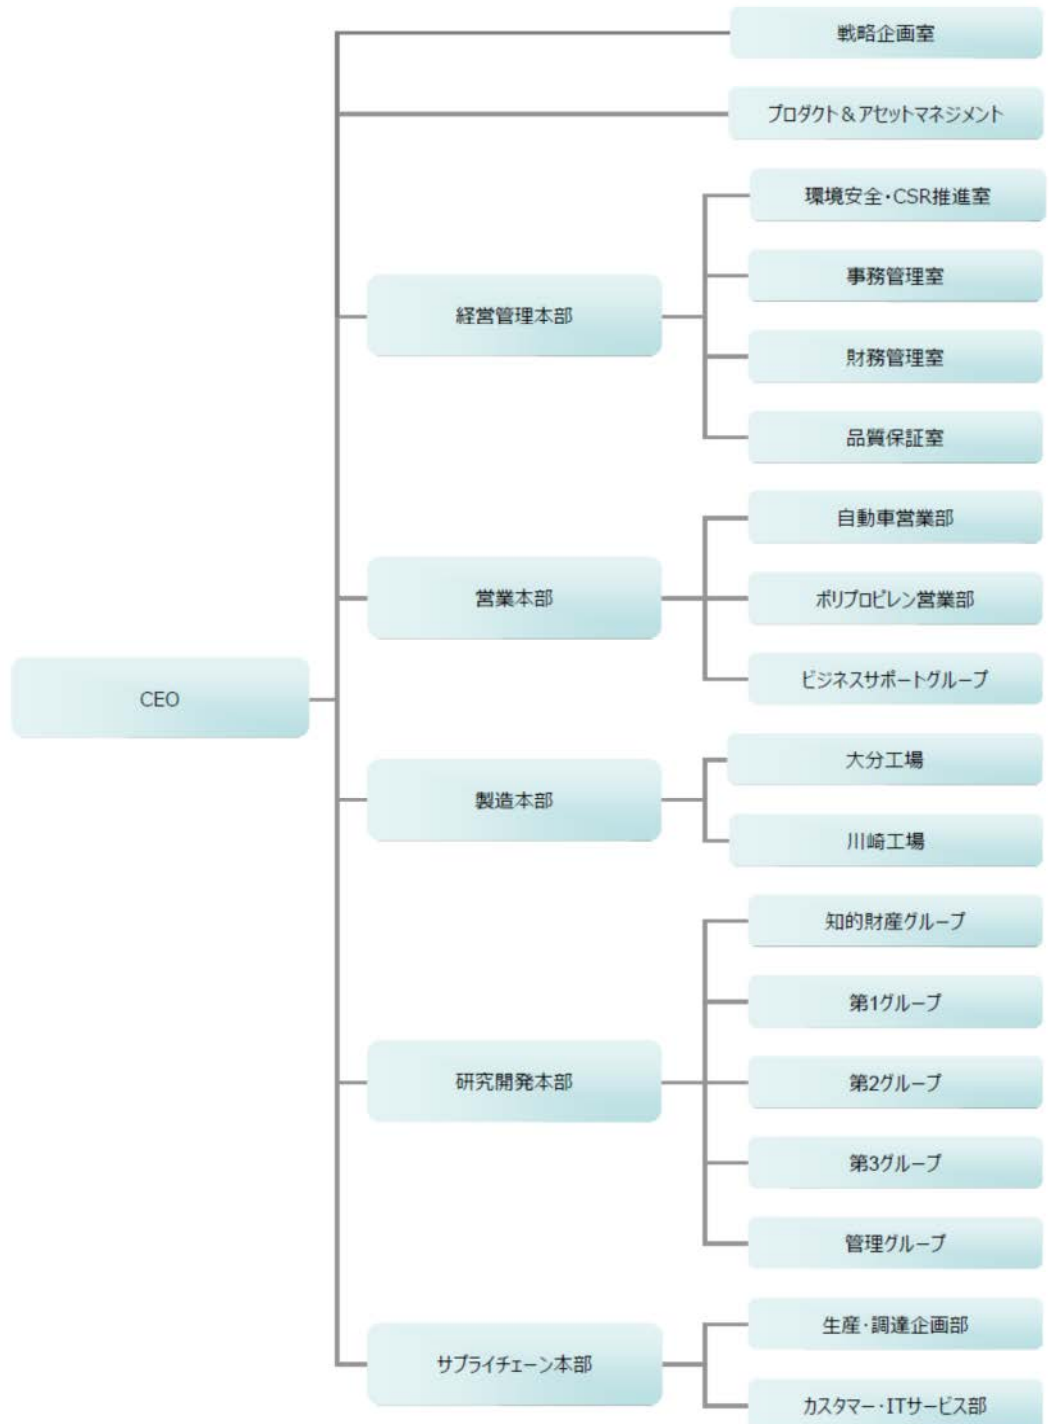 戦略企画室
プロダクト&アセットマネジメント
環境安全・CSR推進室
事務管理室
経営管理本部
財務管理室
品質保証室
自動車営業部
営業本部
ポリプロピレン営業部
ビジネスサポートグループ
CEO
大分工場
製造本部
川崎工場
知的財産グループ
第1グループ
研究開発本部
第2グループ
第3グループ
管理グループ
生産・調達企画部
サプライチェーン本部
カスタマー・ITサービス部